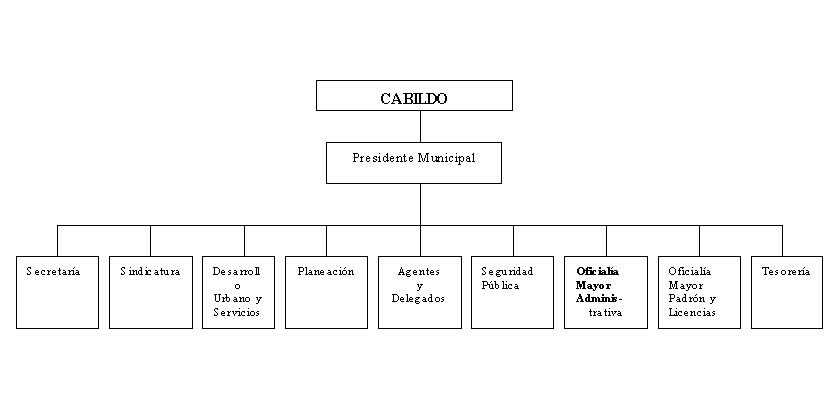 CABILDO
Presidente Municipal
Secretaría
Sindicatura
Desarroll
o
Urbano y
Servicios
Planeación
Agentes
y
Delegados
Seguridad
Pública
Oficialía
Mayor
Adminis-
trativa
Oficialía
Mayor
Padrón y
Licencias
Tesorería